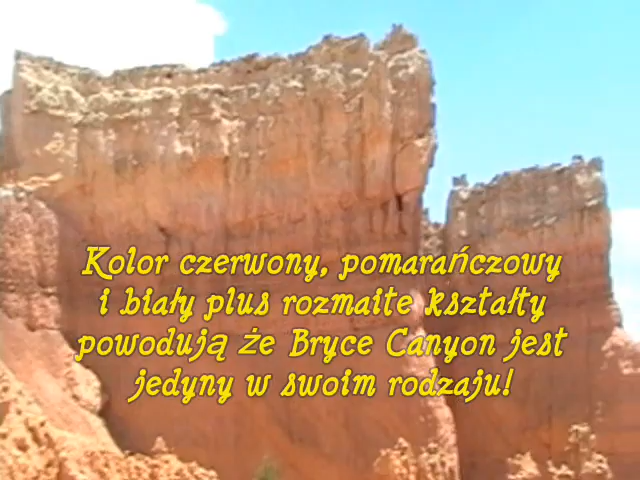 Kolor czerwony, pomarańczowy
i biały plus rozmaite kształty
powodują że Bryce Canyon jest
jedyny w swoim rodzaju!